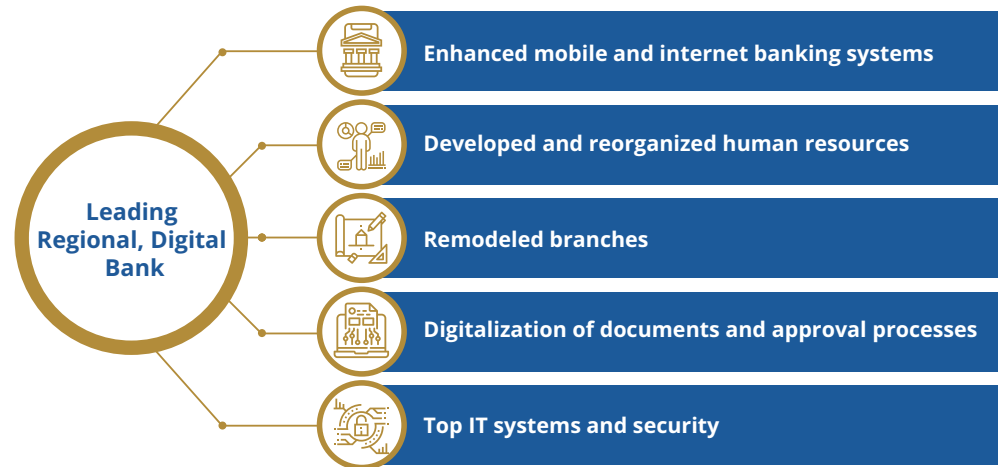 Leading
Regional, Digital
Bank
Enhanced mobile and internet banking systems
Developed and reorganized human resources
Remodeled branches
Digitalization of documents and approval processes
Top IT systems and security